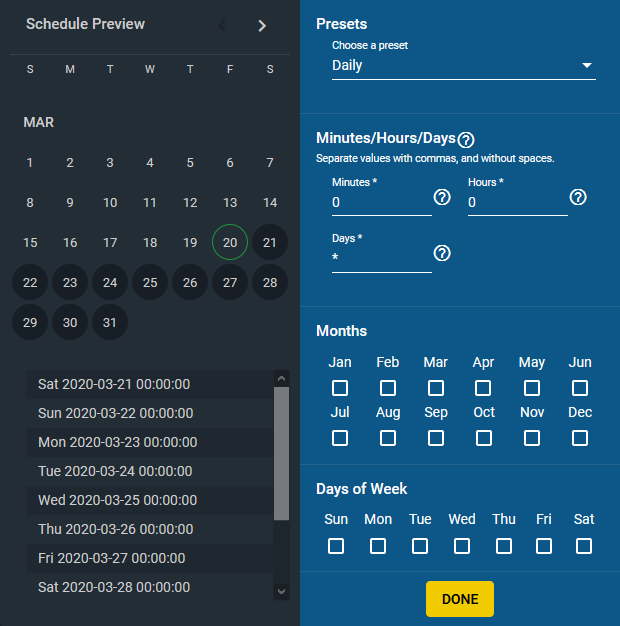 Schedule Preview
S M T W T F S
MAR
1 2 3 4 5 6 7
8 9 10 11 12 13 14
15 16 17 18 19 20 21
22 23 24 25 26 27 28
29 30 31
Sat 2020-03-21 00:00:00
Sun 2020-03-22 00:00:00
Mon 2020-03-23 00:00:00
Tue 2020-03-24 00:00:00
Wed 2020-03-25 00:00:00
Thu 2020-03-26 00:00:00
Fri 2020-03-27 00:00:00
Sat 2020-03-28 00:00:00
Presets
Choose a preset
Daily
Minutes/Hours/Days ?
Separate values with commas, and without spaces.
Minutes * Hours *
0 ? 0 ?
Days *
* ?
Months
Jan Feb Mar Apr May Jun
Jul Aug Sep Oct Nov Dec
Days of Week
Sun Mon Tue Wed Thu Fri Sat
DONE